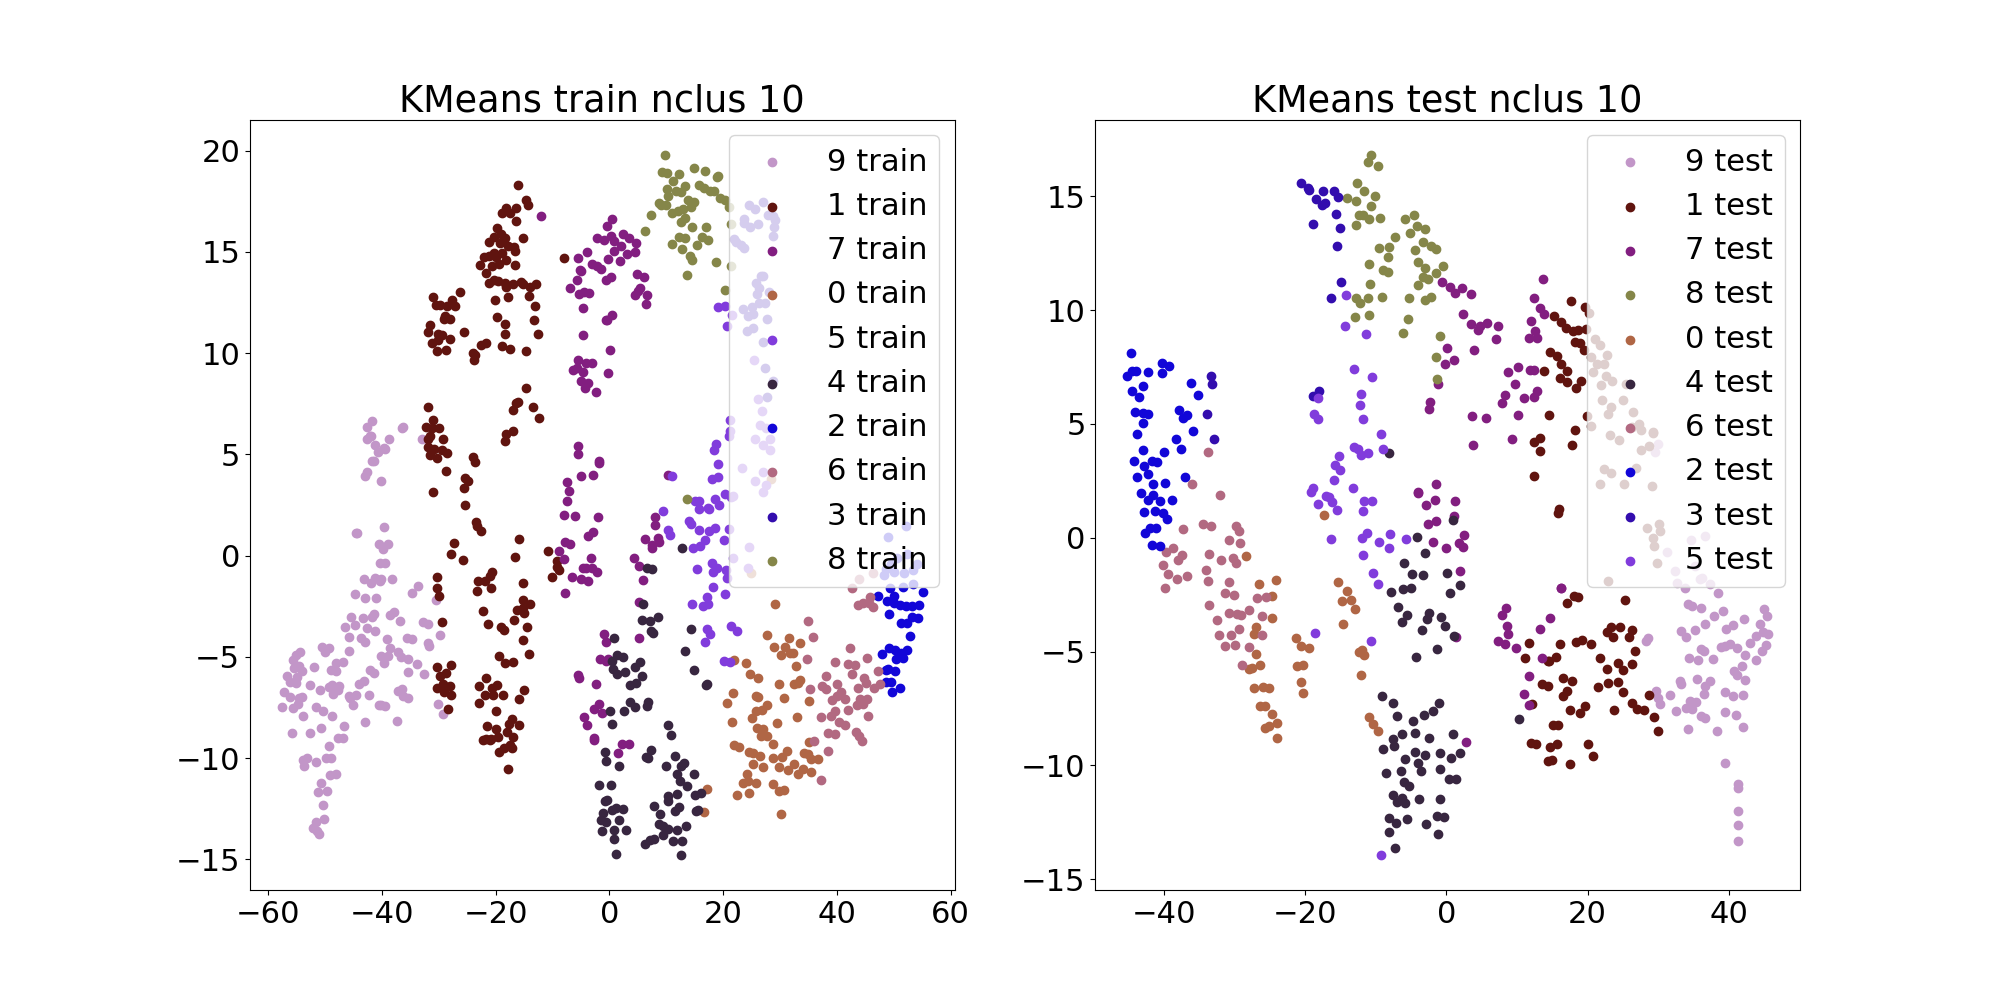 KMeans train nclus 10
20
15
10
5
0
−5
−10
−15
−60
−40
−20
0
20
40
60
9 train
1 train
7 train
0 train
5 train
4 train
2 train
6 train
3 train
8 train
KMeans test nclus 10
15
10
5
0
−5
−10
−15
−40
−20
0
20
40
9 test
1 test
7 test
8 test
0 test
4 test
6 test
2 test
3 test
5 test